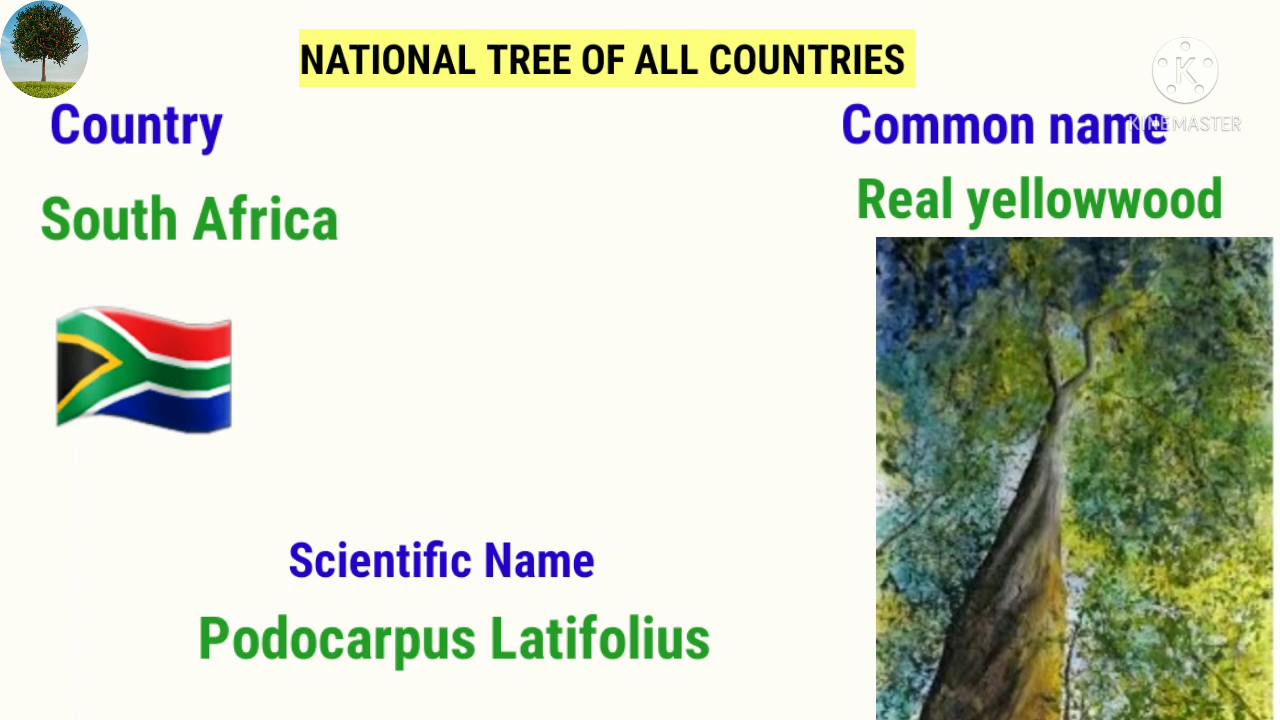 NATIONAL TREE OF ALL COUNTRIES
Country
Common name
KINEMASTER
South Africa
Real yellowwood
Scientific Name
Podocarpus Latifolius